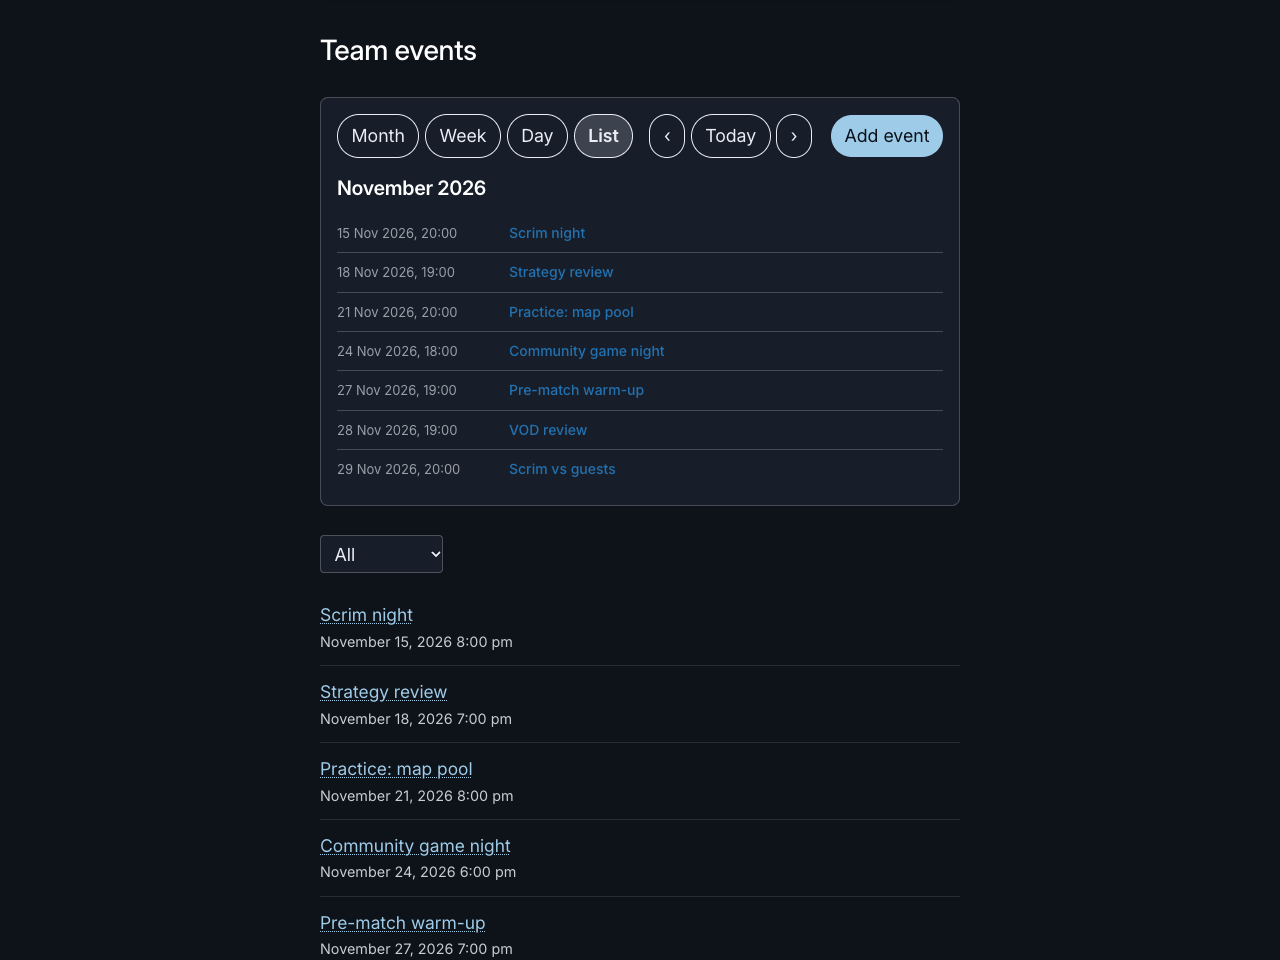 Team events
Month Week Day List ‹ Today › Add event
November 2026
15 Nov 2026, 20:00 Scrim night
18 Nov 2026, 19:00 Strategy review
21 Nov 2026, 20:00 Practice: map pool
24 Nov 2026, 18:00 Community game night
27 Nov 2026, 19:00 Pre-match warm-up
28 Nov 2026, 19:00 VOD review
29 Nov 2026, 20:00 Scrim vs guests
All
Scrim night
November 15, 2026 8:00 pm
Strategy review
November 18, 2026 7:00 pm
Practice: map pool
November 21, 2026 8:00 pm
Community game night
November 24, 2026 6:00 pm
Pre-match warm-up
November 27, 2026 7:00 pm